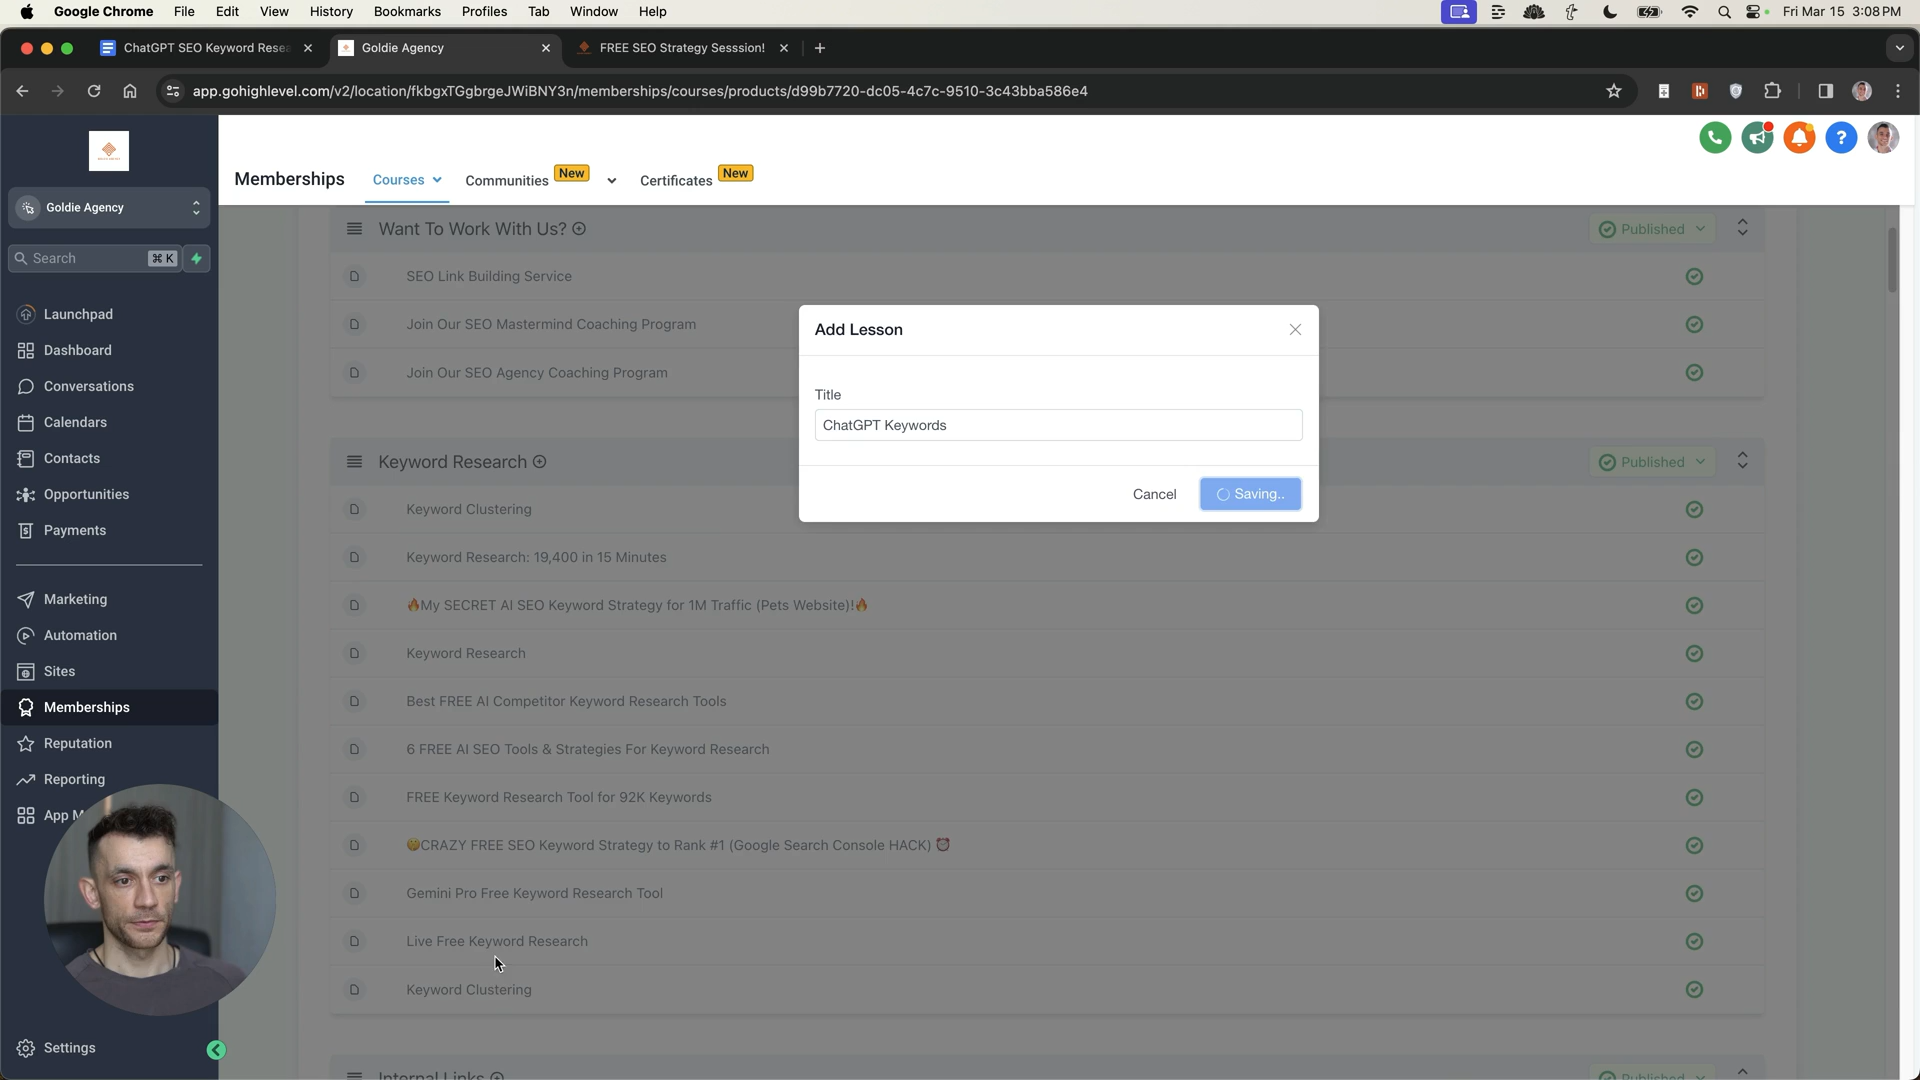 Google Chrome File Edit View History Bookmarks Profiles Tab Window Help
Fri Mar 15 3:08 PM
ChatGPT SEO Keyword Resea
Goldie Agency
FREE SEO Strategy Sesssion!
app.gohighlevel.com/v2/location/fkbgxTGgbrgeJWiBNY3n/memberships/courses/products/d99b7720-dc05-4c7c-9510-3c43bba586e4
Memberships
Courses
Communities New
Certificates New
Goldie Agency
Search ⌘ K
Launchpad
Dashboard
Conversations
Calendars
Contacts
Opportunities
Payments
Marketing
Automation
Sites
Memberships
Reputation
Reporting
App M
Settings
Want To Work With Us? Published
SEO Link Building Service
Join Our SEO Mastermind Coaching Program
Join Our SEO Agency Coaching Program
Add Lesson
Title
ChatGPT Keywords
Cancel Saving..
Keyword Research Published
Keyword Clustering
Keyword Research: 19,400 in 15 Minutes
🔥My SECRET AI SEO Keyword Strategy for 1M Traffic (Pets Website)!🔥
Keyword Research
Best FREE AI Competitor Keyword Research Tools
6 FREE AI SEO Tools & Strategies For Keyword Research
FREE Keyword Research Tool for 92K Keywords
🤫CRAZY FREE SEO Keyword Strategy to Rank #1 (Google Search Console HACK) ⏰
Gemini Pro Free Keyword Research Tool
Live Free Keyword Research
Keyword Clustering
Internal Links Published